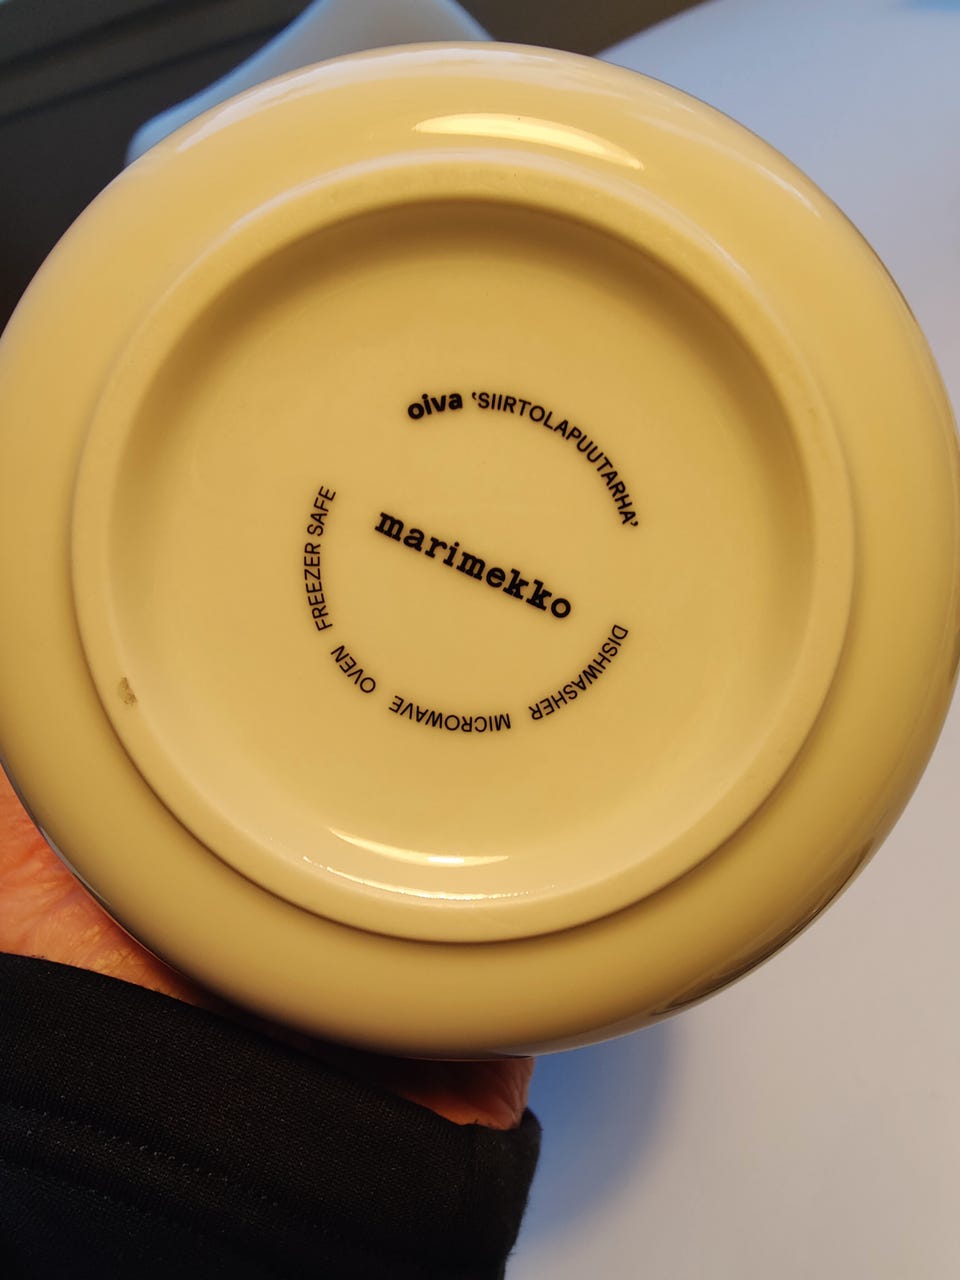 oiva ‘SIIRTOLAPUUTARHA’
marimekko
DISHWASHER MICROWAVE OVEN FREEZER SAFE